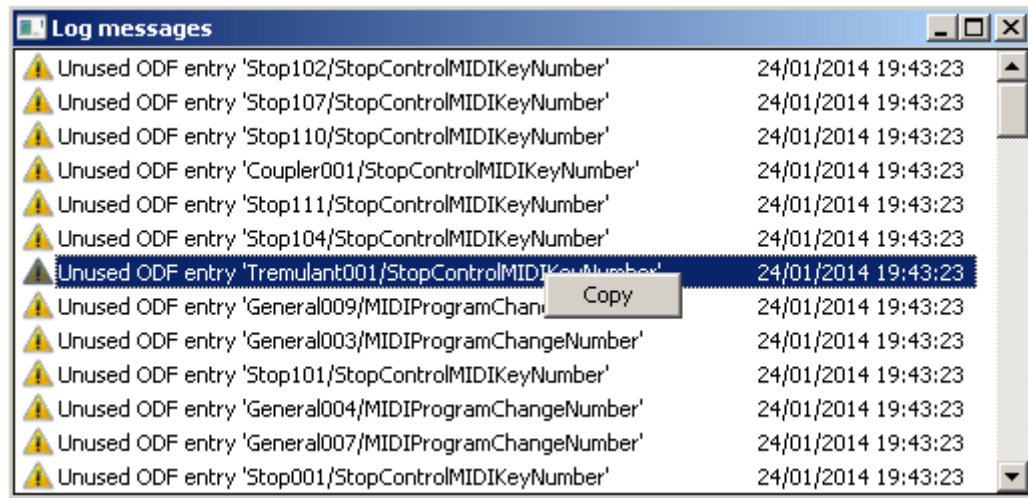 Log messages
Unused ODF entry 'Stop102/StopControlMIDIKeyNumber' 24/01/2014 19:43:23
Unused ODF entry 'Stop107/StopControlMIDIKeyNumber' 24/01/2014 19:43:23
Unused ODF entry 'Stop110/StopControlMIDIKeyNumber' 24/01/2014 19:43:23
Unused ODF entry 'Coupler001/StopControlMIDIKeyNumber' 24/01/2014 19:43:23
Unused ODF entry 'Stop111/StopControlMIDIKeyNumber' 24/01/2014 19:43:23
Unused ODF entry 'Stop104/StopControlMIDIKeyNumber' 24/01/2014 19:43:23
Unused ODF entry 'Tremulant001/StopControlMIDIKeyNumber' 24/01/2014 19:43:23
Copy
Unused ODF entry 'General009/MIDIProgramChan 24/01/2014 19:43:23
Unused ODF entry 'General003/MIDIProgramChangeNumber' 24/01/2014 19:43:23
Unused ODF entry 'Stop101/StopControlMIDIKeyNumber' 24/01/2014 19:43:23
Unused ODF entry 'General004/MIDIProgramChangeNumber' 24/01/2014 19:43:23
Unused ODF entry 'General007/MIDIProgramChangeNumber' 24/01/2014 19:43:23
Unused ODF entry 'Stop001/StopControlMIDIKeyNumber' 24/01/2014 19:43:23